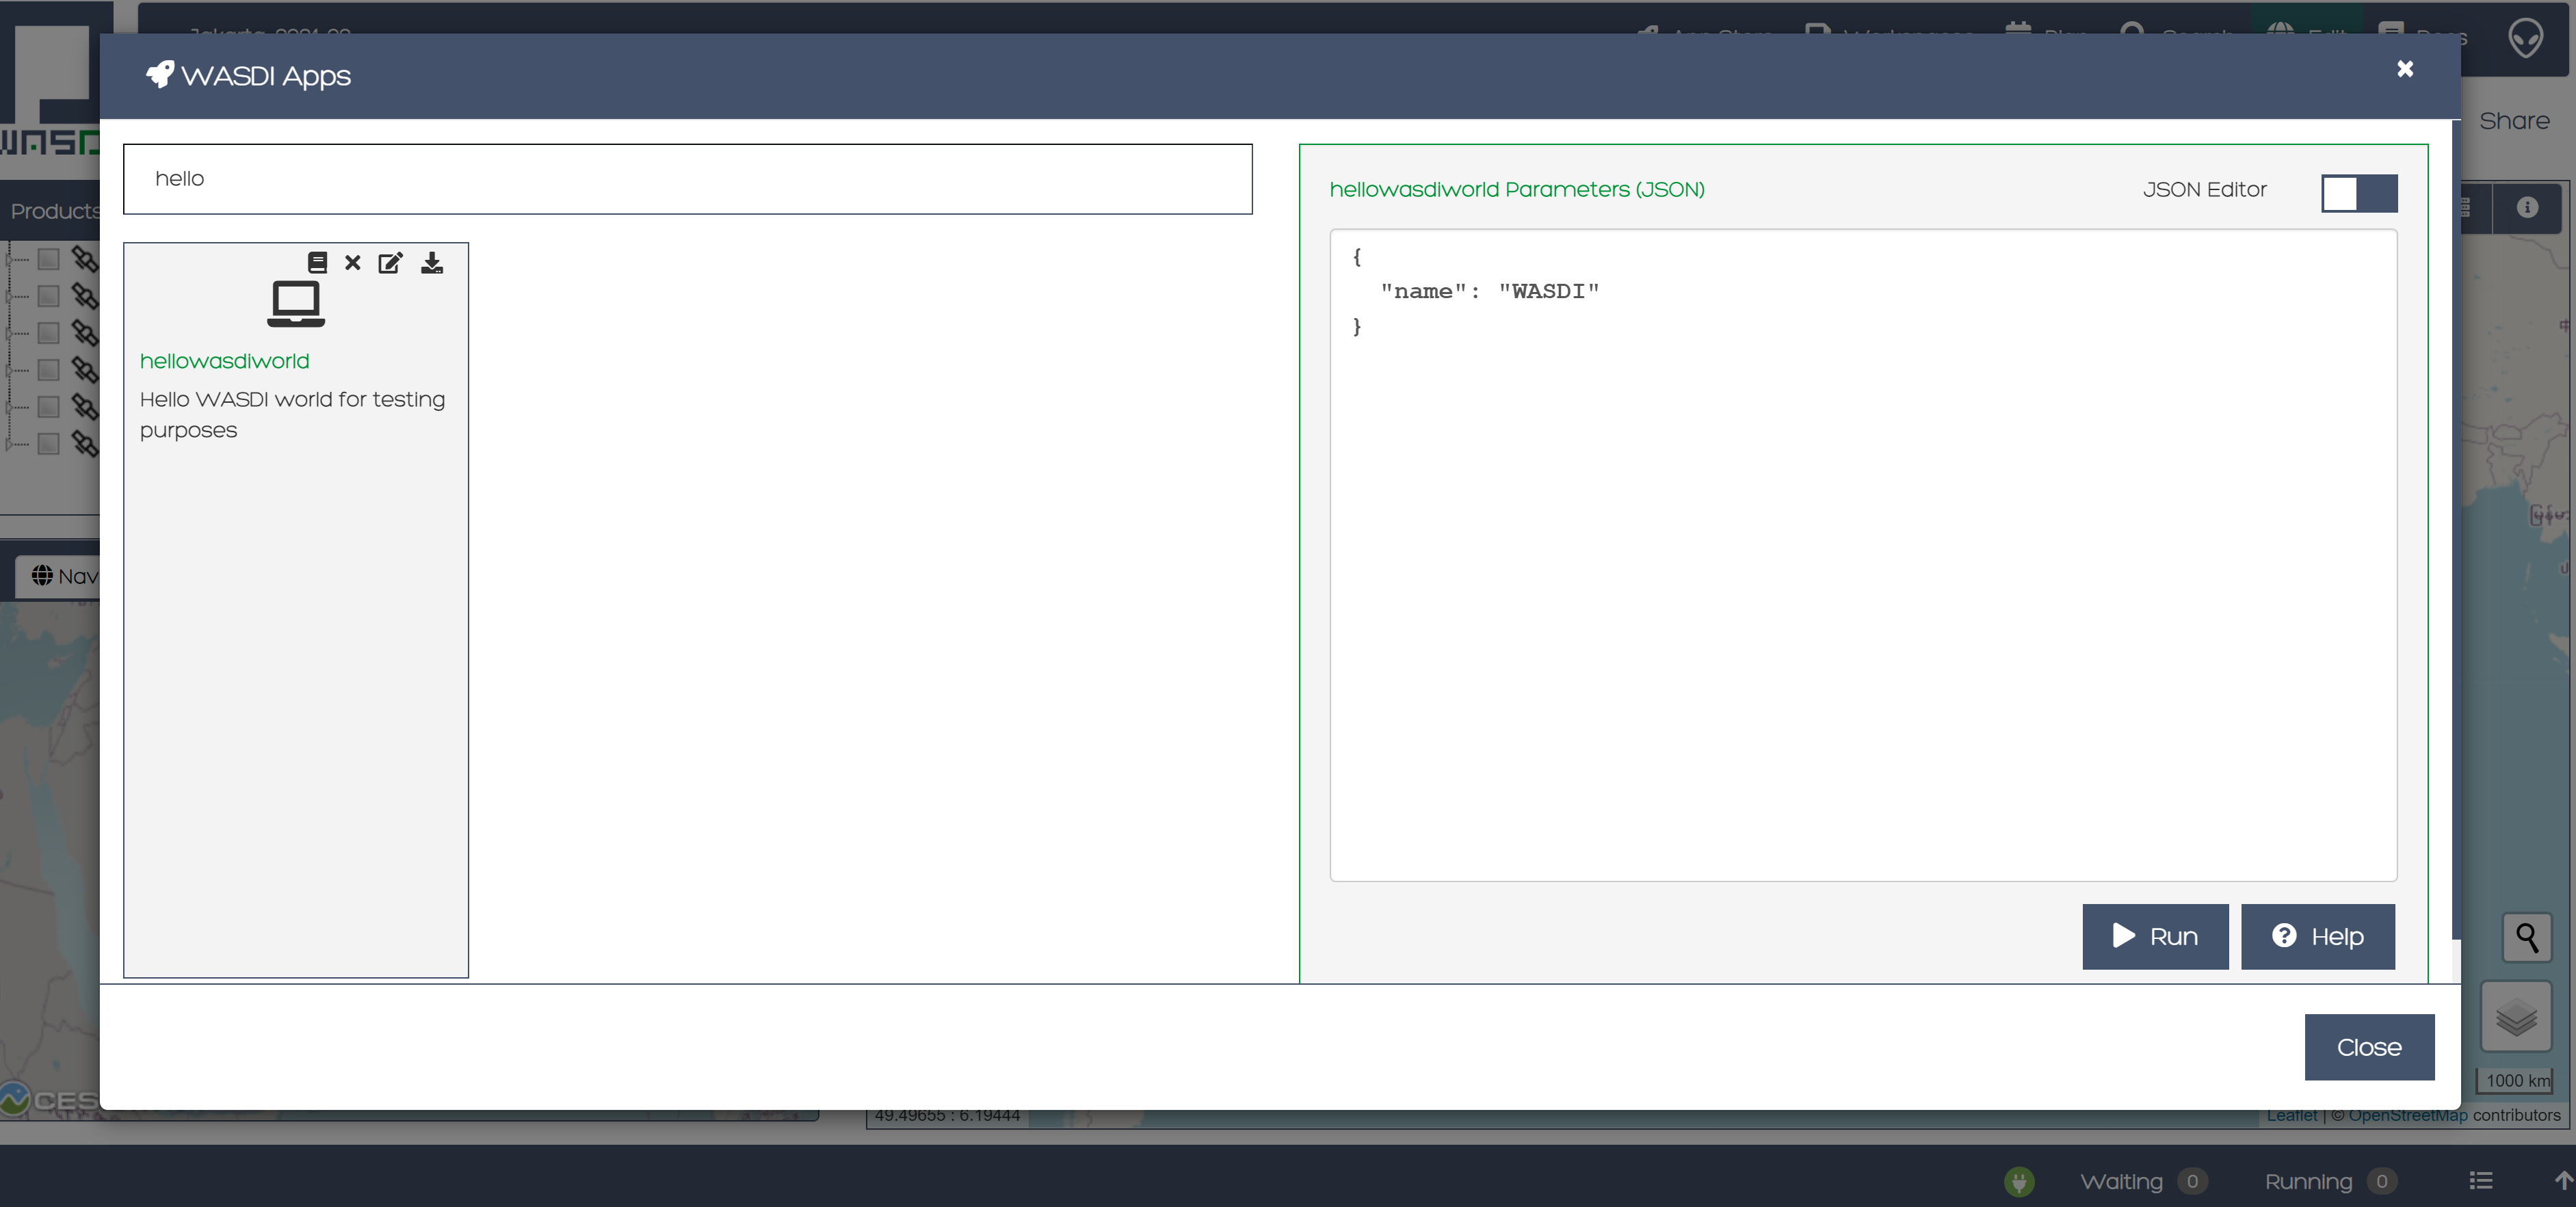 WASDI Apps
Share
hello
Products
hellowasdiworld Parameters (JSON)
JSON Editor
{
"name": "WASDI"
}
hellowasdiworld
Hello WASDI world for testing
purposes
Nav
Run
Help
Close
1000 km
49.49655 : 6.19444
Leaflet | © OpenStreetMap contributors
Waiting 0
Running 0